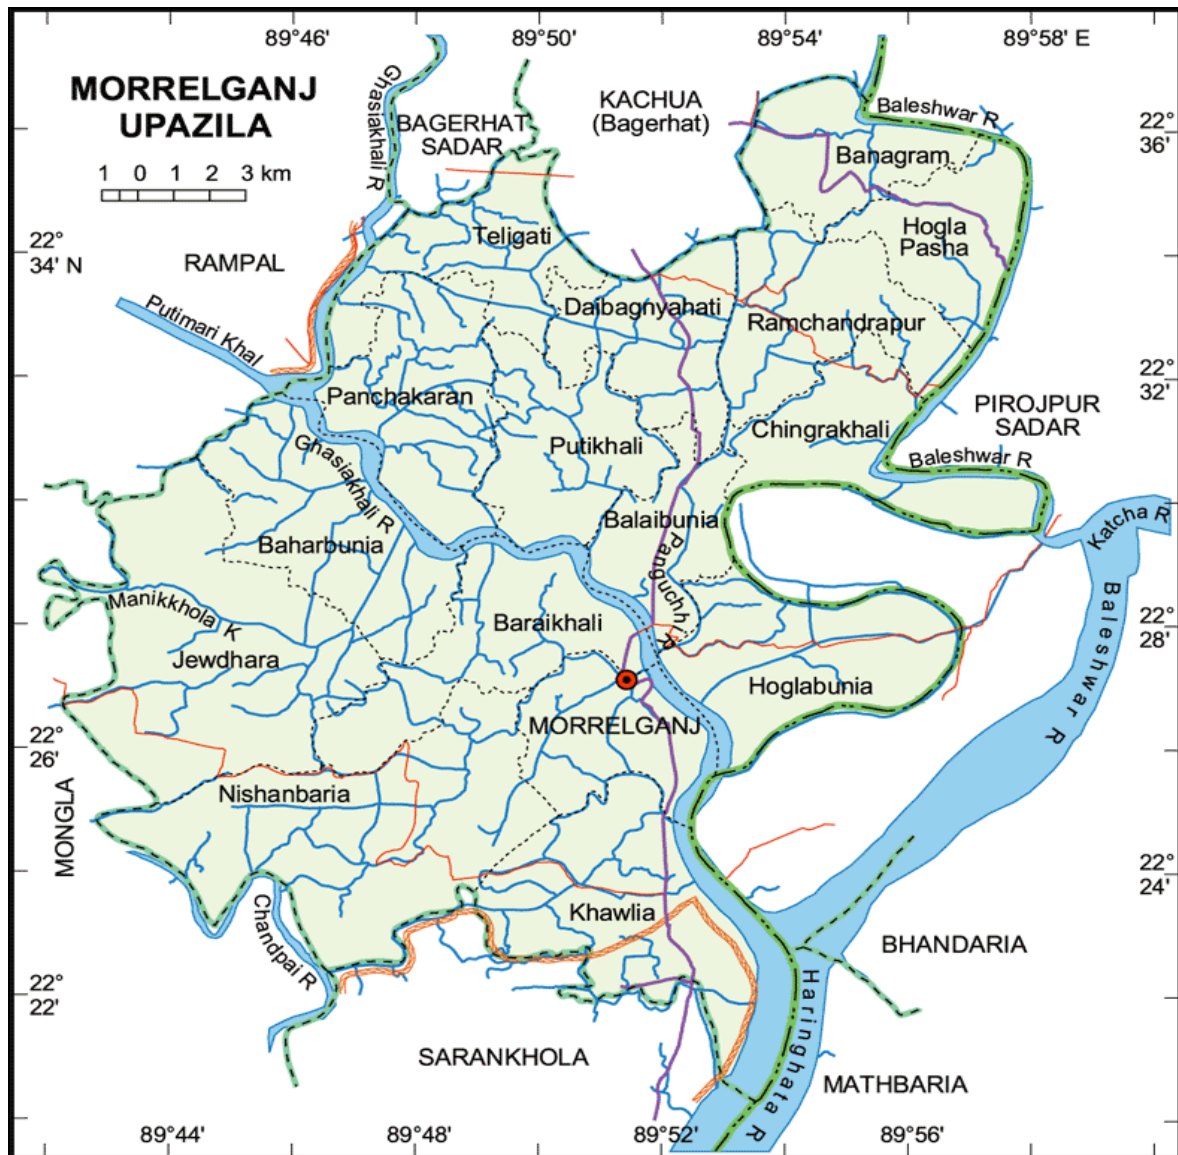 89°46'
89°50'
89°54'
89°58' E
MORRELGANJ
UPAZILA
1 0 1 2 3 km
Ghasiakhali R
BAGERHAT
SADAR
KACHUA
(Bagerhat)
Baleshwar R
22°
36'
Banagram
Hogla
Pasha
Teligati
22°
34' N
RAMPAL
Putimari Khal
Daibagnyahati
Ramchandrapur
22°
32'
Panchakaran
PIROJPUR
SADAR
Chingrakhali
Putikhali
Ghasiakhali R
Baleshwar R
Katcha R
Balaibunia
Baharbunia
Panguchhi R
Manikkhola K
Baraikhali
22°
28'
Jewdhara
Hoglabunia
Baleshwar R
MORRELGANJ
22°
26'
Nishanbaria
MONGLA
22°
24'
Khawlia
Chandpai R
BHANDARIA
22°
22'
Haringhata R
SARANKHOLA
MATHBARIA
89°44'
89°48'
89°52'
89°56'